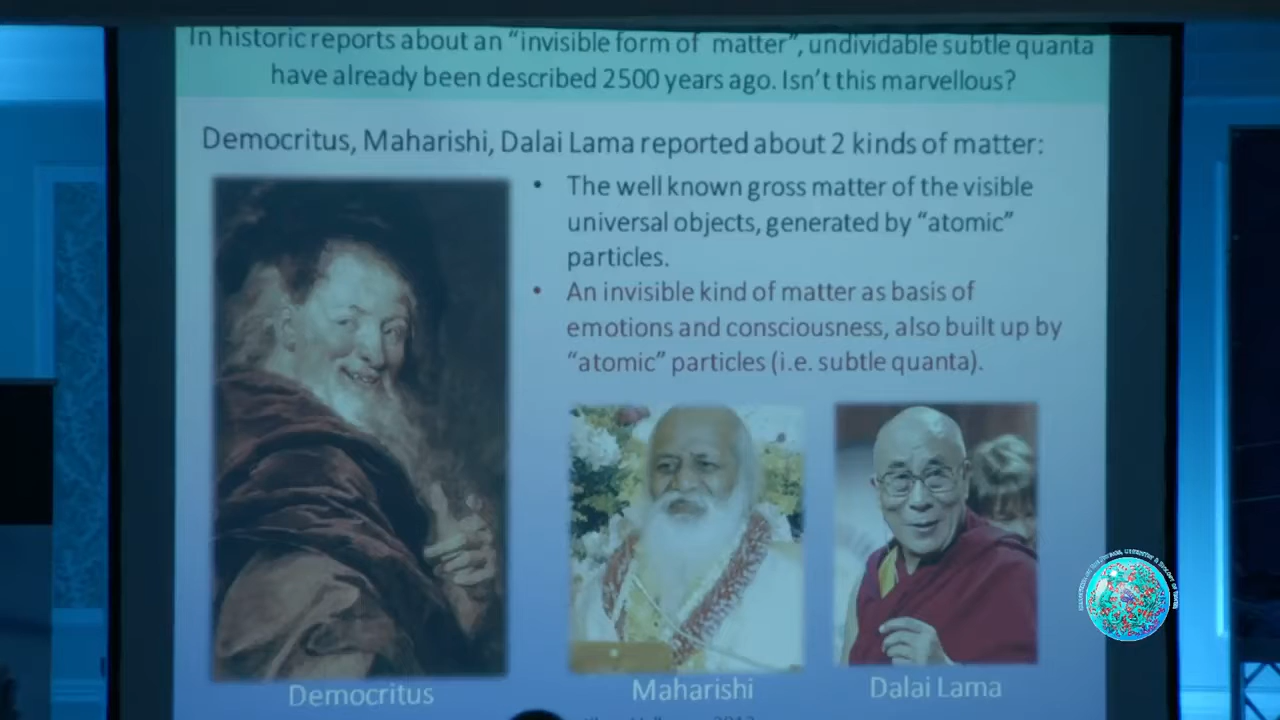 In historic reports about an “invisible form of matter”, undividable subtle quanta
have already been described 2500 years ago. Isn’t this marvellous?
Democritus, Maharishi, Dalai Lama reported about 2 kinds of matter:
• The well known gross matter of the visible
universal objects, generated by “atomic”
particles.
• An invisible kind of matter as basis of
emotions and consciousness, also built up by
“atomic” particles (i.e. subtle quanta).
Democritus
Maharishi
Dalai Lama